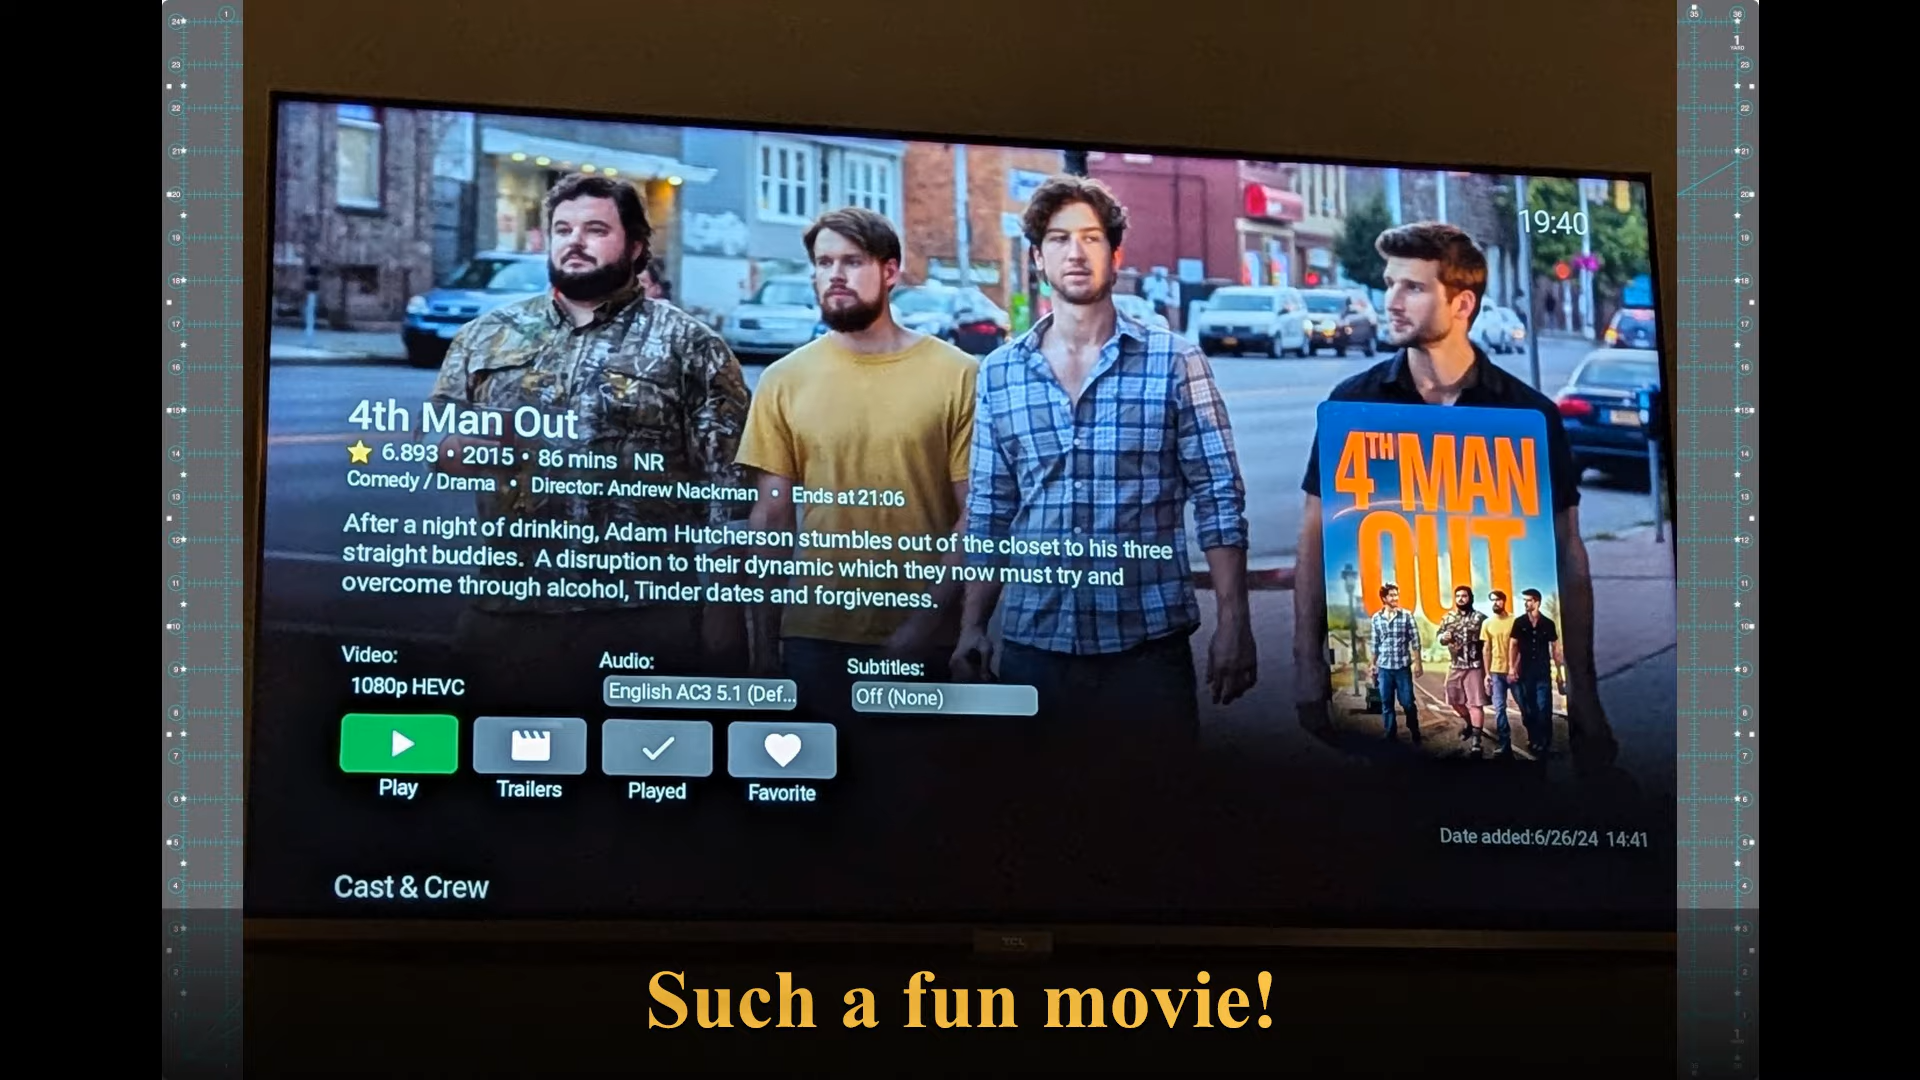 19:40
4th Man Out
6.893 • 2015 • 86 mins NR
Comedy / Drama • Director: Andrew Nackman • Ends at 21:06
After a night of drinking, Adam Hutcherson stumbles out of the closet to his three
straight buddies. A disruption to their dynamic which they now must try and
overcome through alcohol, Tinder dates and forgiveness.
4TH MAN
OUT
Video:
1080p HEVC
Audio:
English AC3 5.1 (Def...
Subtitles:
Off (None)
Play
Trailers
Played
Favorite
Date added:6/26/24 14:41
Cast & Crew
TCL
Such a fun movie!